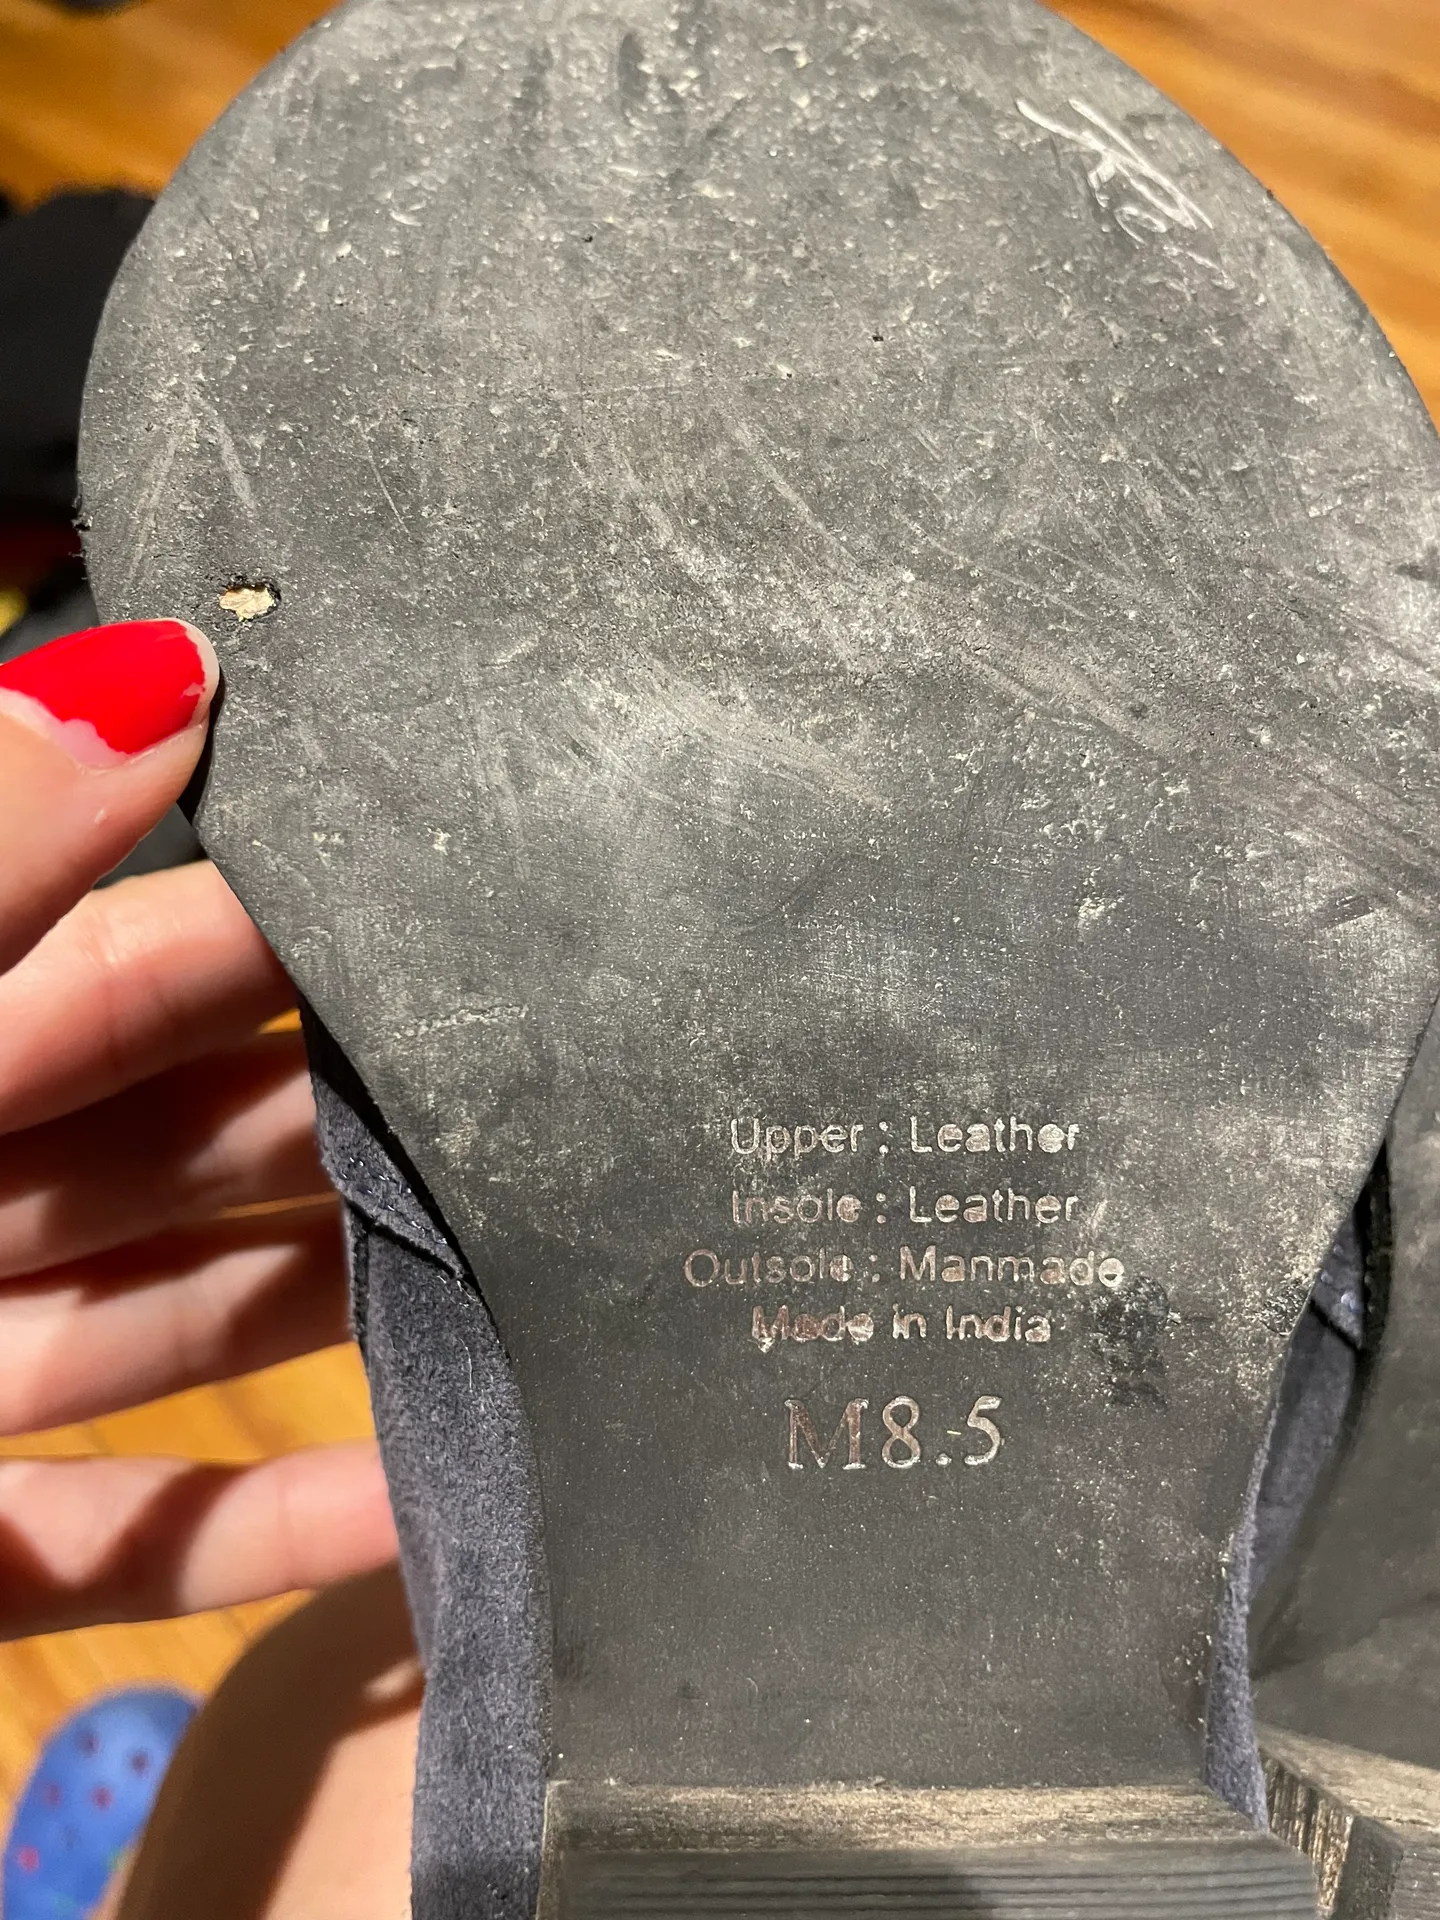 Upper : Leather
Insole : Leather
Outsole : Manmade
Made in India
M8.5